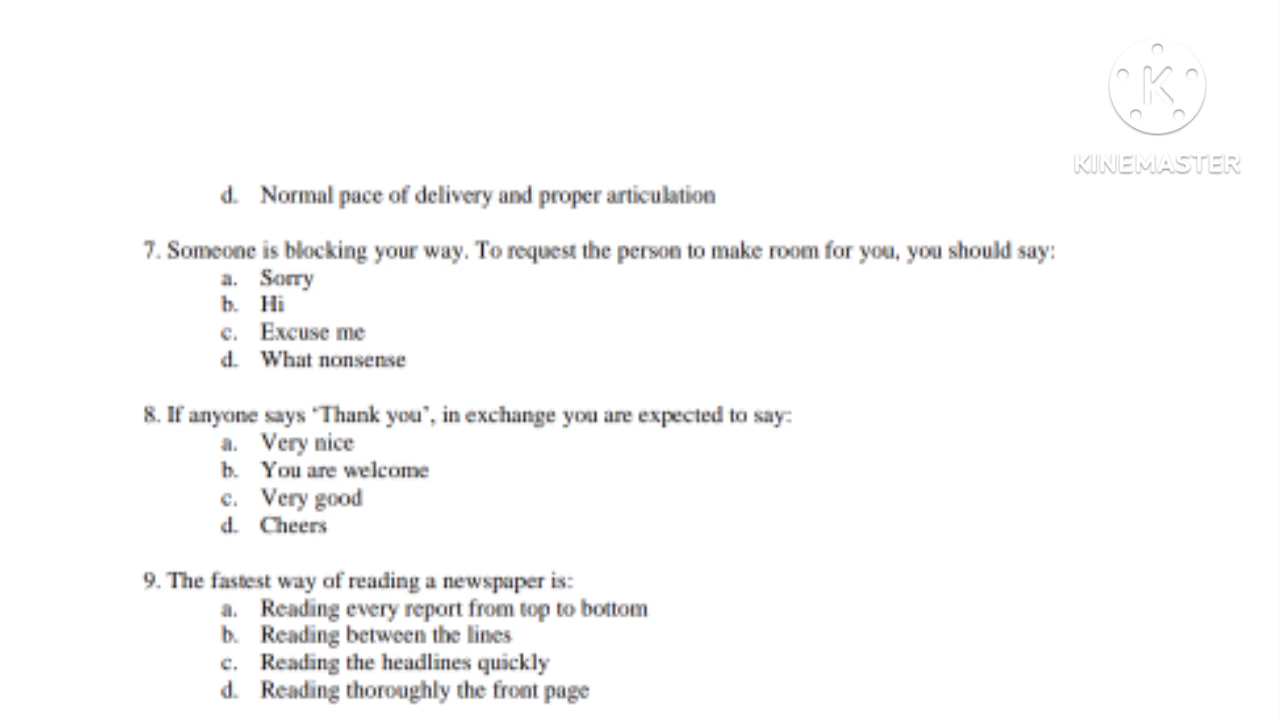 K
KINEMASTER
d. Normal pace of delivery and proper articulation
7. Someone is blocking your way. To request the person to make room for you, you should say:
a. Sorry
b. Hi
c. Excuse me
d. What nonsense
8. If anyone says ‘Thank you’, in exchange you are expected to say:
a. Very nice
b. You are welcome
c. Very good
d. Cheers
9. The fastest way of reading a newspaper is:
a. Reading every report from top to bottom
b. Reading between the lines
c. Reading the headlines quickly
d. Reading thoroughly the front page